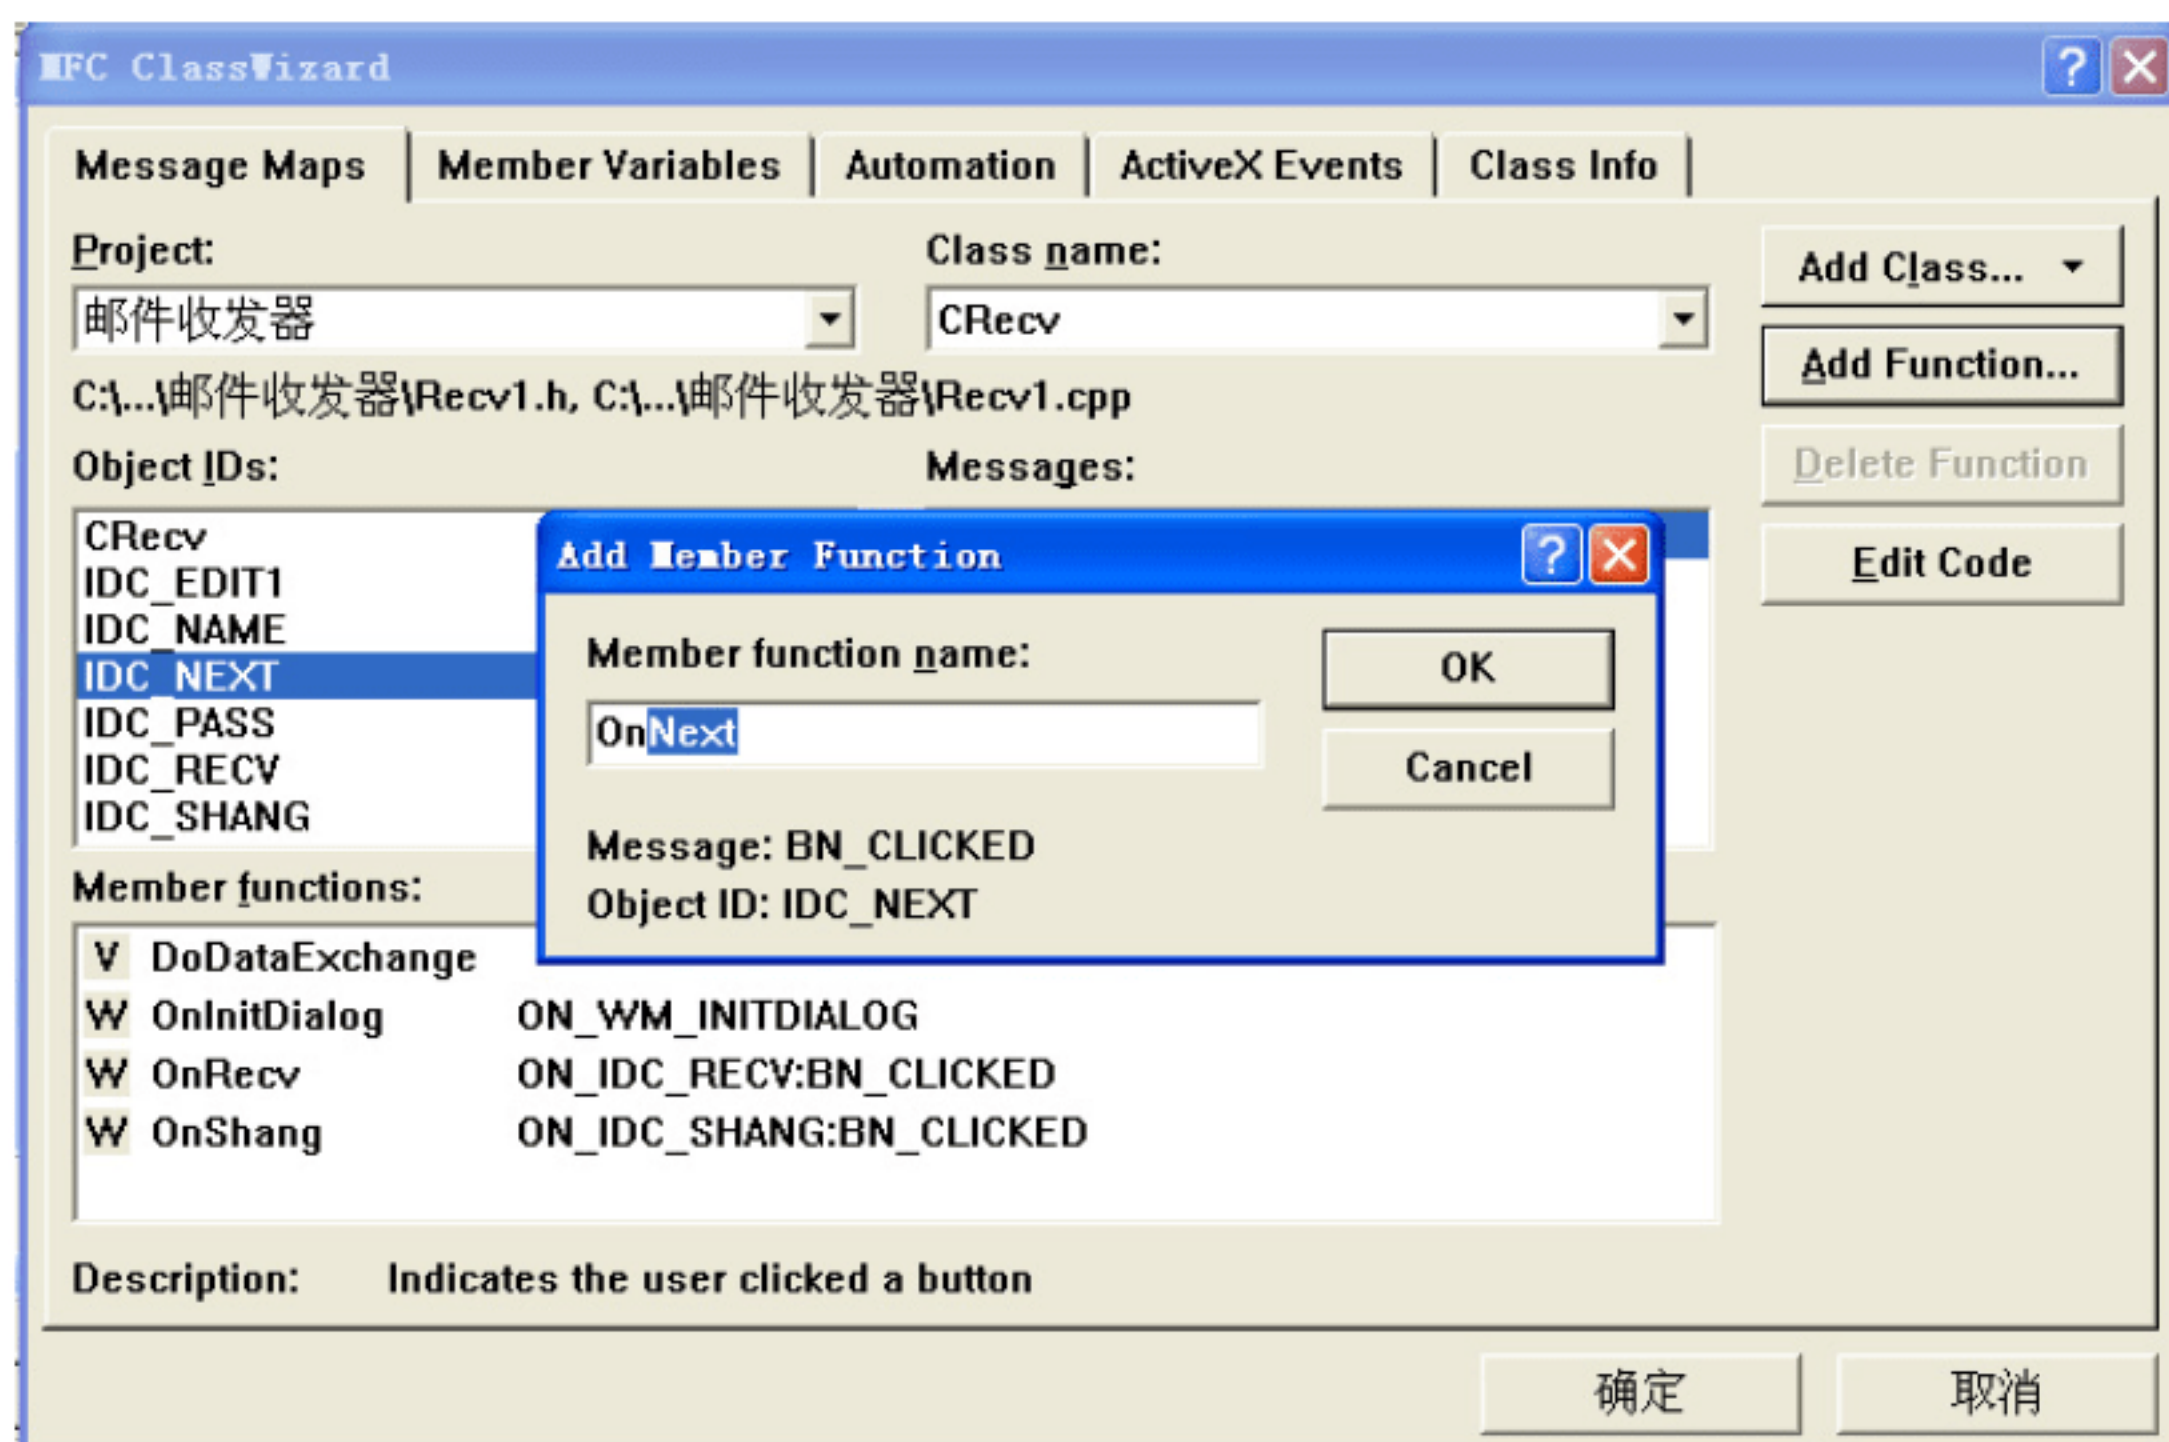 MFC ClassWizard
Message Maps Member Variables Automation ActiveX Events Class Info
Project: Class name:
邮件收发器 CRecv Add Class...
Add Function...
C:\...\邮件收发器\Recv1.h, C:\...\邮件收发器\Recv1.cpp
Object IDs: Messages: Delete Function
Edit Code
CRecv
IDC_EDIT1
IDC_NAME
IDC_NEXT
IDC_PASS
IDC_RECV
IDC_SHANG
Add Member Function
Member function name:
OK
OnNext
Cancel
Message: BN_CLICKED
Object ID: IDC_NEXT
Member functions:
V DoDataExchange
W OnInitDialog ON_WM_INITDIALOG
W OnRecv ON_IDC_RECV:BN_CLICKED
W OnShang ON_IDC_SHANG:BN_CLICKED
Description: Indicates the user clicked a button
确定 取消